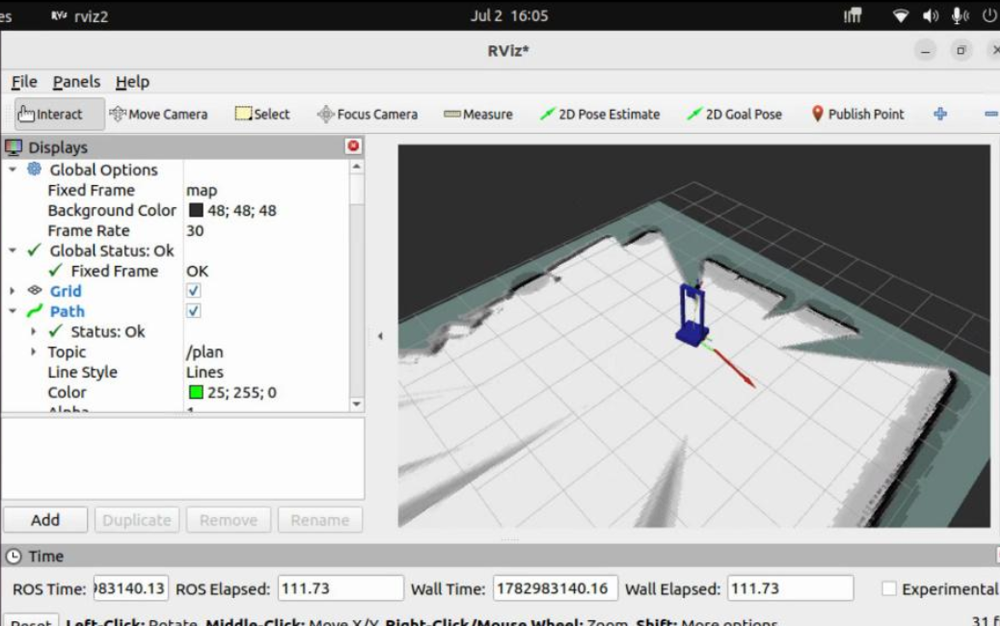 es rviz2 Jul 2 16:05
RViz*
File Panels Help
Interact Move Camera Select Focus Camera Measure 2D Pose Estimate 2D Goal Pose Publish Point
Displays
Global Options
Fixed Frame map
Background Color 48; 48; 48
Frame Rate 30
Global Status: Ok
Fixed Frame OK
Grid
Path
Status: Ok
Topic /plan
Line Style Lines
Color 25; 255; 0
Alpha 1
Add Duplicate Remove Rename
Time
ROS Time: 983140.13 ROS Elapsed: 111.73 Wall Time: 1782983140.16 Wall Elapsed: 111.73 Experimental
Reset Left-Click: Rotate. Middle-Click: Move X/Y. Right-Click/Mouse Wheel: Zoom. Shift: More options. 31 f